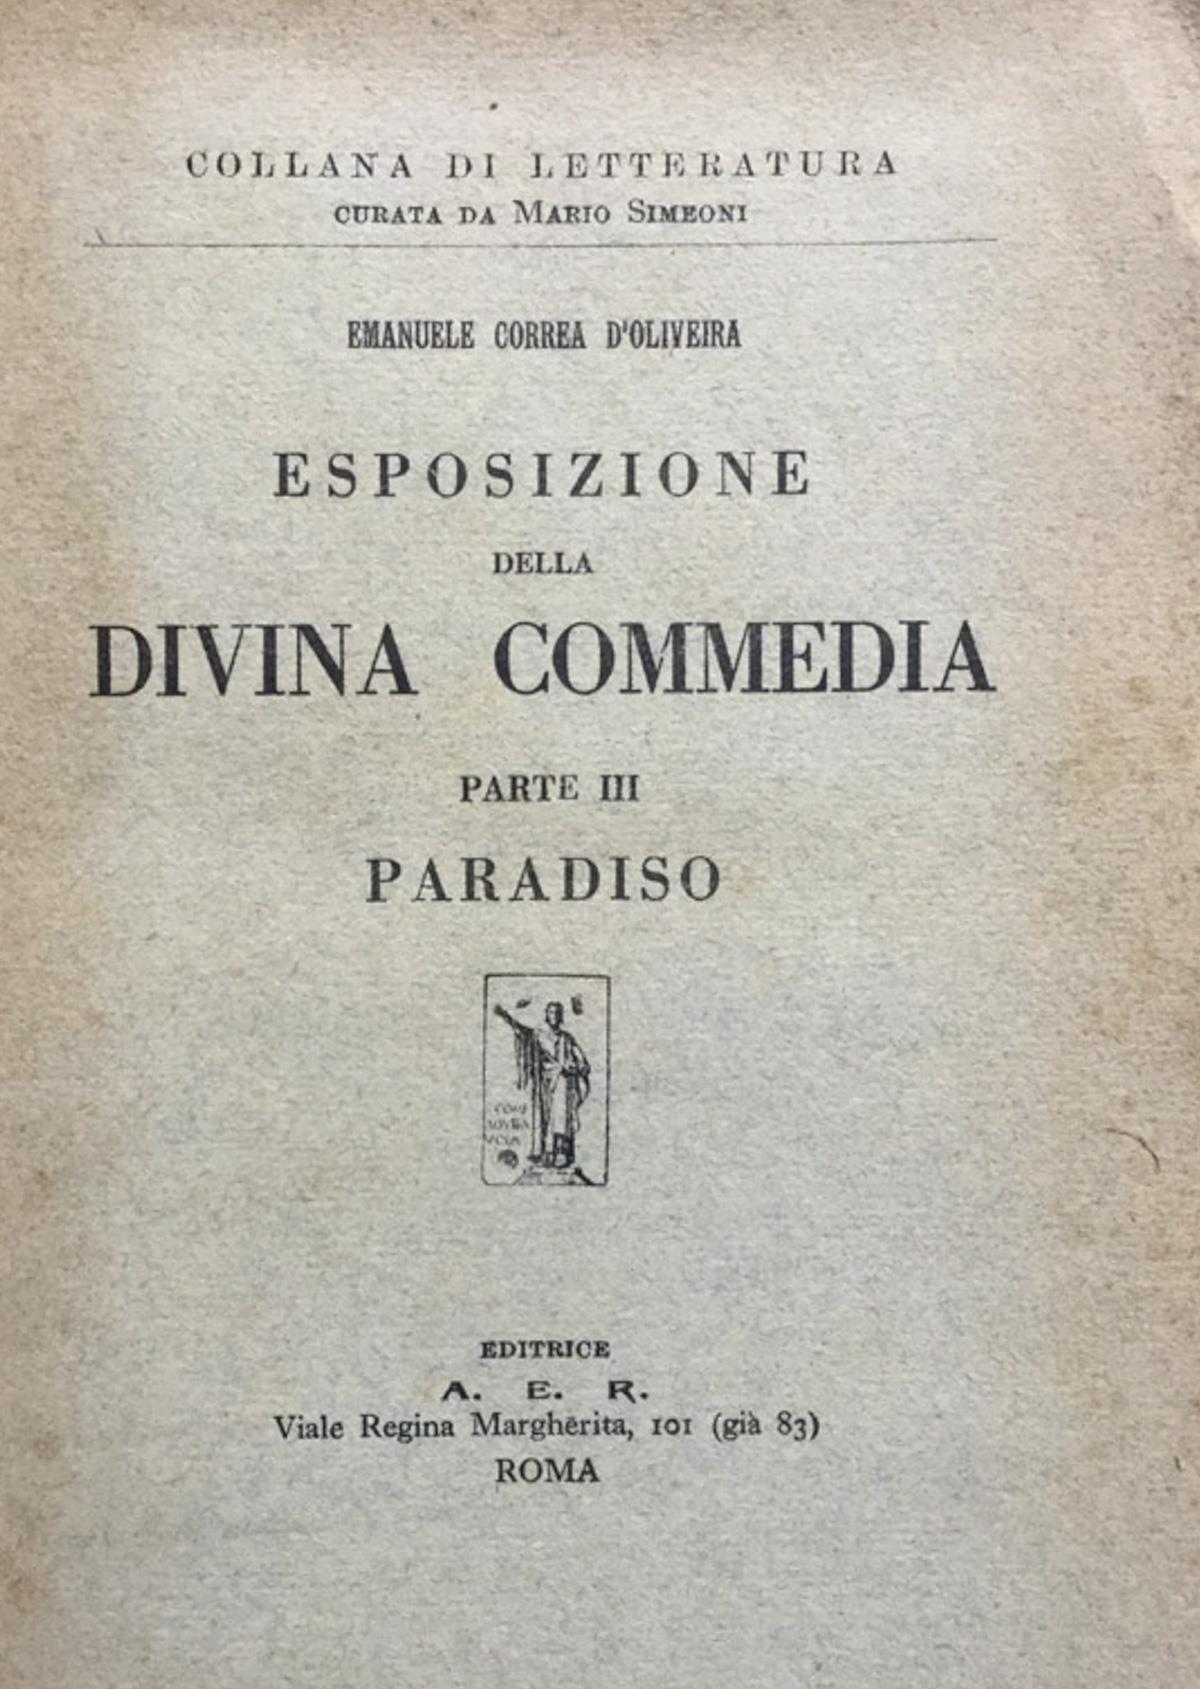 COLLANA DI LETTERATURA
CURATA DA MARIO SIMEONI
EMANUELE CORREA D'OLIVEIRA
ESPOSIZIONE
DELLA
DIVINA COMMEDIA
PARTE III
PARADISO
EDITRICE
A. E. R.
Viale Regina Margherita, 101 (già 83)
ROMA